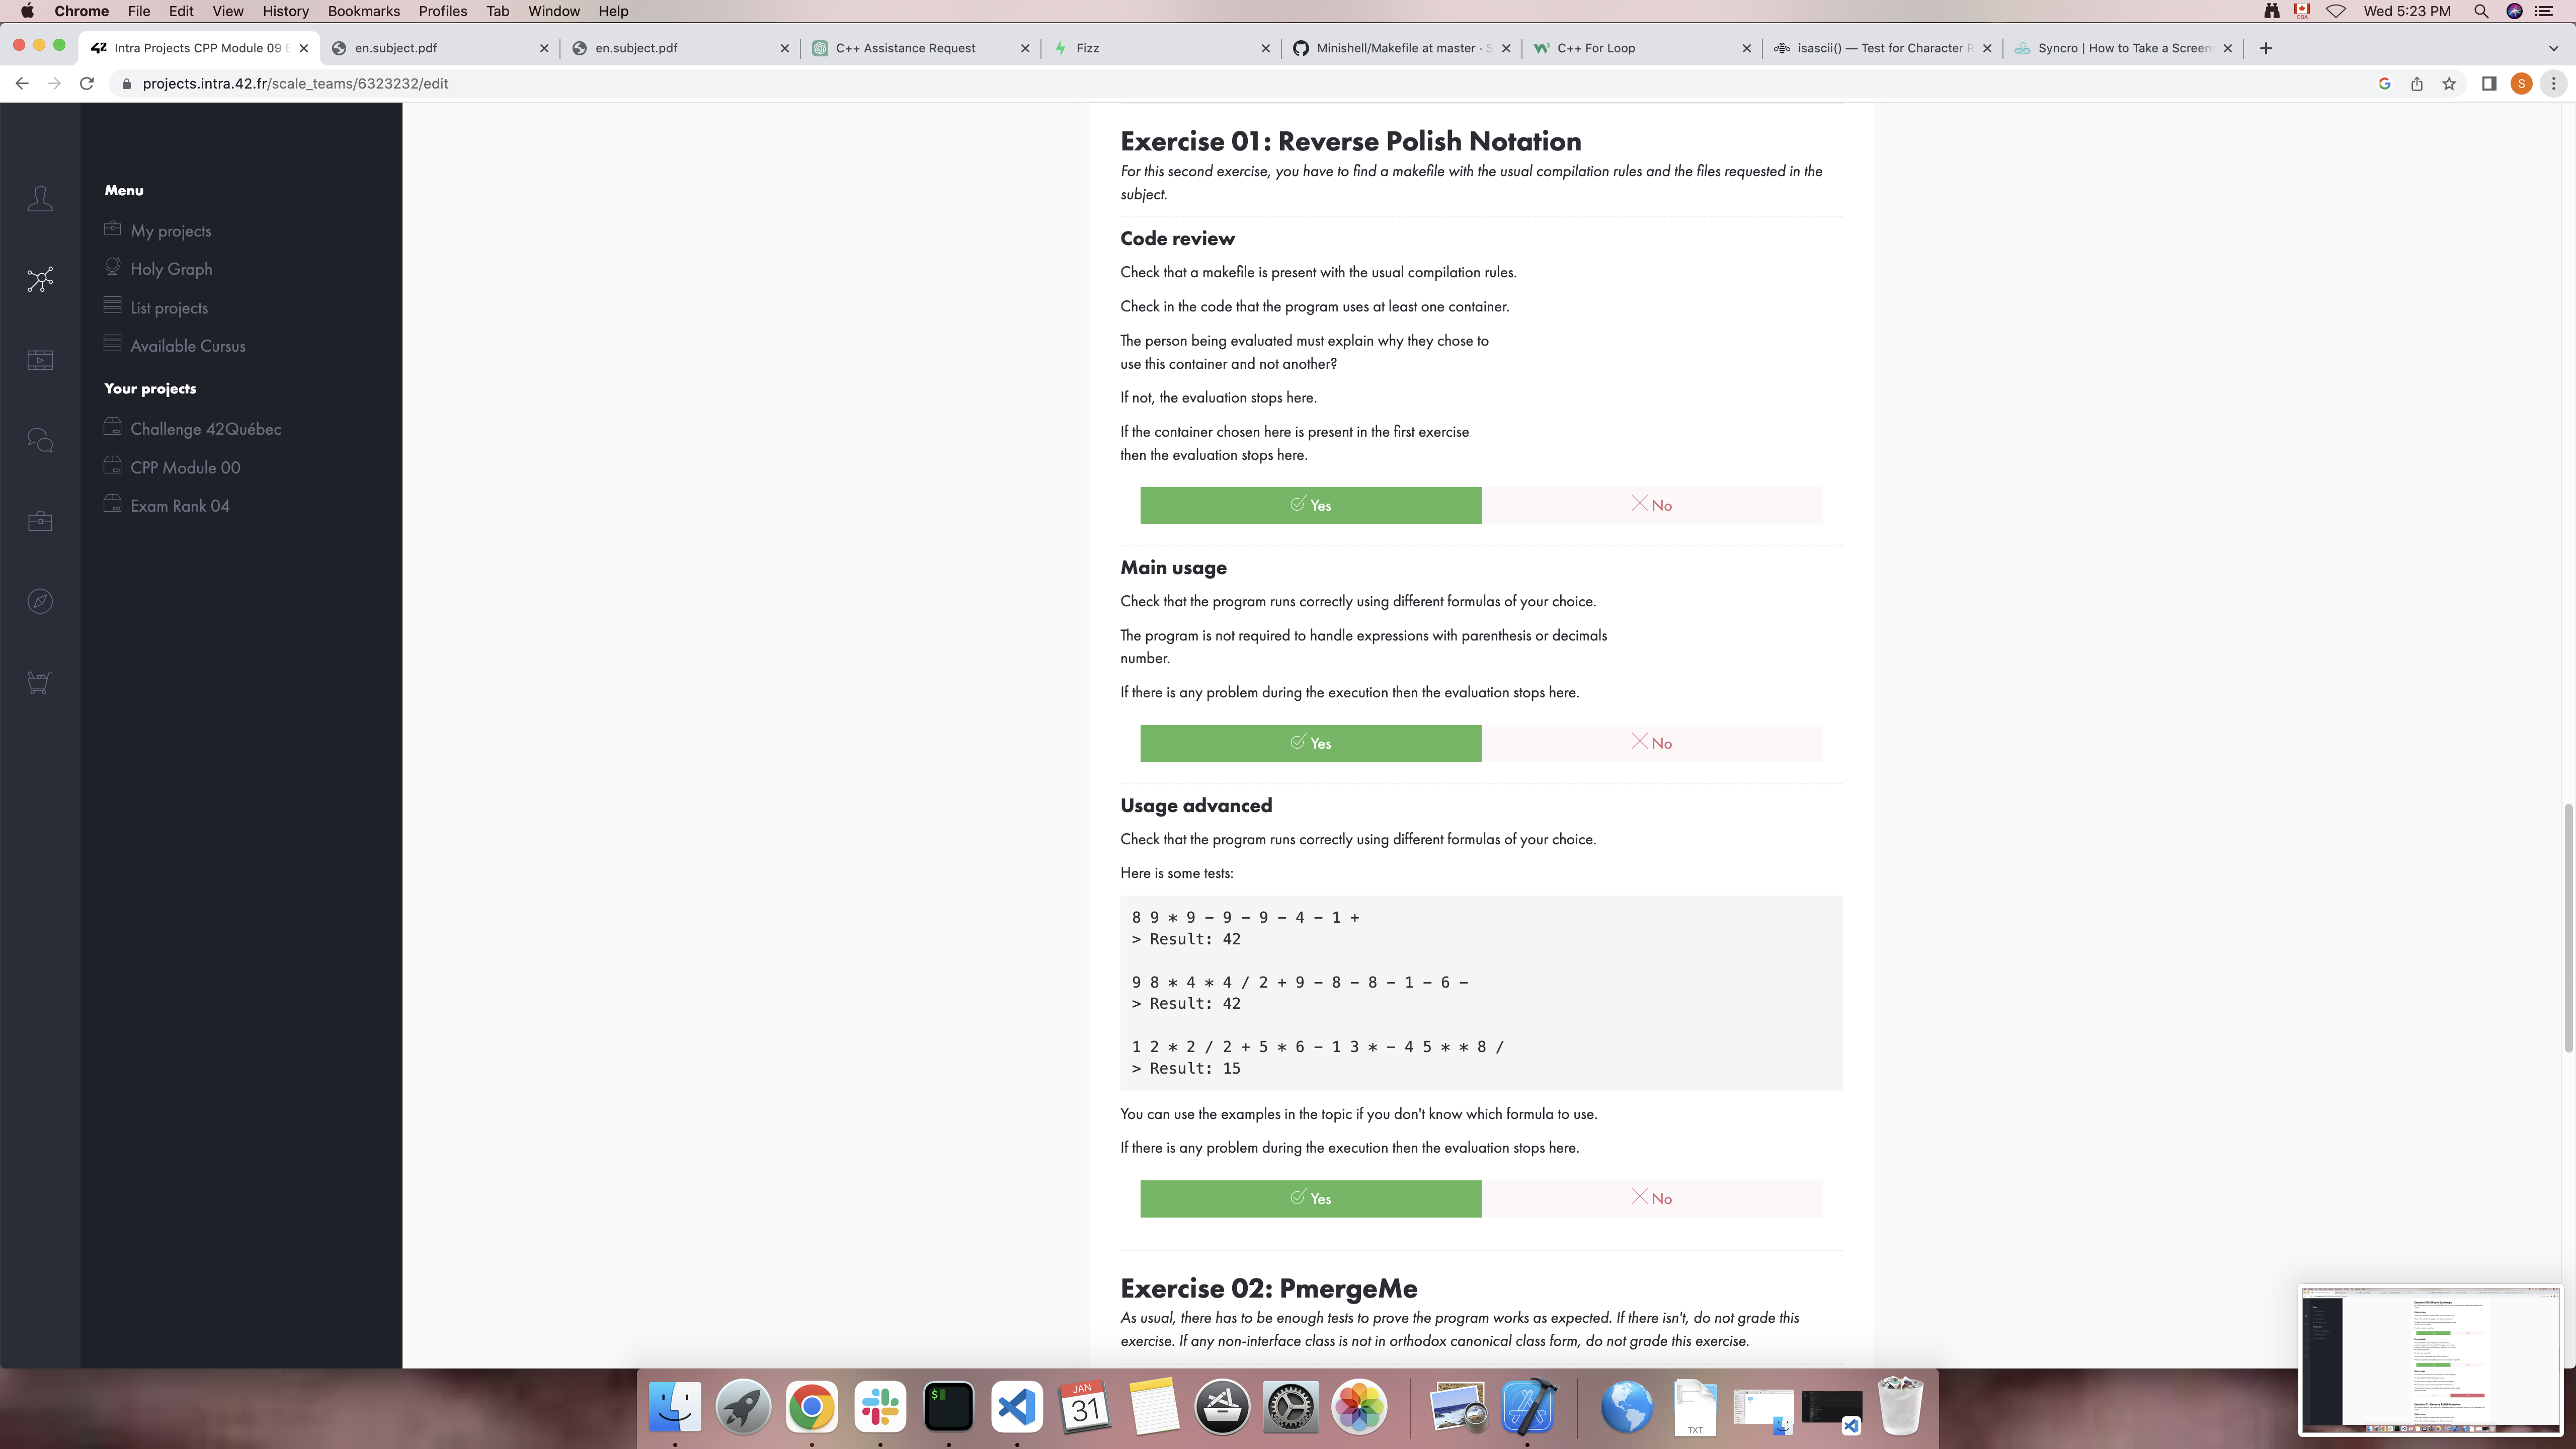 Chrome File Edit View History Bookmarks Profiles Tab Window Help
Wed 5:23 PM
Intra Projects CPP Module 09 E
en.subject.pdf
en.subject.pdf
C++ Assistance Request
Fizz
Minishell/Makefile at master · S
C++ For Loop
isascii() — Test for Character R
Syncro | How to Take a Screen
projects.intra.42.fr/scale_teams/6323232/edit
S
Menu
My projects
Holy Graph
List projects
Available Cursus
Your projects
Challenge 42Québec
CPP Module 00
Exam Rank 04
Exercise 01: Reverse Polish Notation
For this second exercise, you have to find a makefile with the usual compilation rules and the files requested in the
subject.
Code review
Check that a makefile is present with the usual compilation rules.
Check in the code that the program uses at least one container.
The person being evaluated must explain why they chose to
use this container and not another?
If not, the evaluation stops here.
If the container chosen here is present in the first exercise
then the evaluation stops here.
Yes
No
Main usage
Check that the program runs correctly using different formulas of your choice.
The program is not required to handle expressions with parenthesis or decimals
number.
If there is any problem during the execution then the evaluation stops here.
Yes
No
Usage advanced
Check that the program runs correctly using different formulas of your choice.
Here is some tests:
8 9 * 9 - 9 - 9 - 4 - 1 +
> Result: 42
9 8 * 4 * 4 / 2 + 9 - 8 - 8 - 1 - 6 -
> Result: 42
1 2 * 2 / 2 + 5 * 6 - 1 3 * - 4 5 * * 8 /
> Result: 15
You can use the examples in the topic if you don't know which formula to use.
If there is any problem during the execution then the evaluation stops here.
Yes
No
Exercise 02: PmergeMe
As usual, there has to be enough tests to prove the program works as expected. If there isn't, do not grade this
exercise. If any non-interface class is not in orthodox canonical class form, do not grade this exercise.
JAN
31
TXT